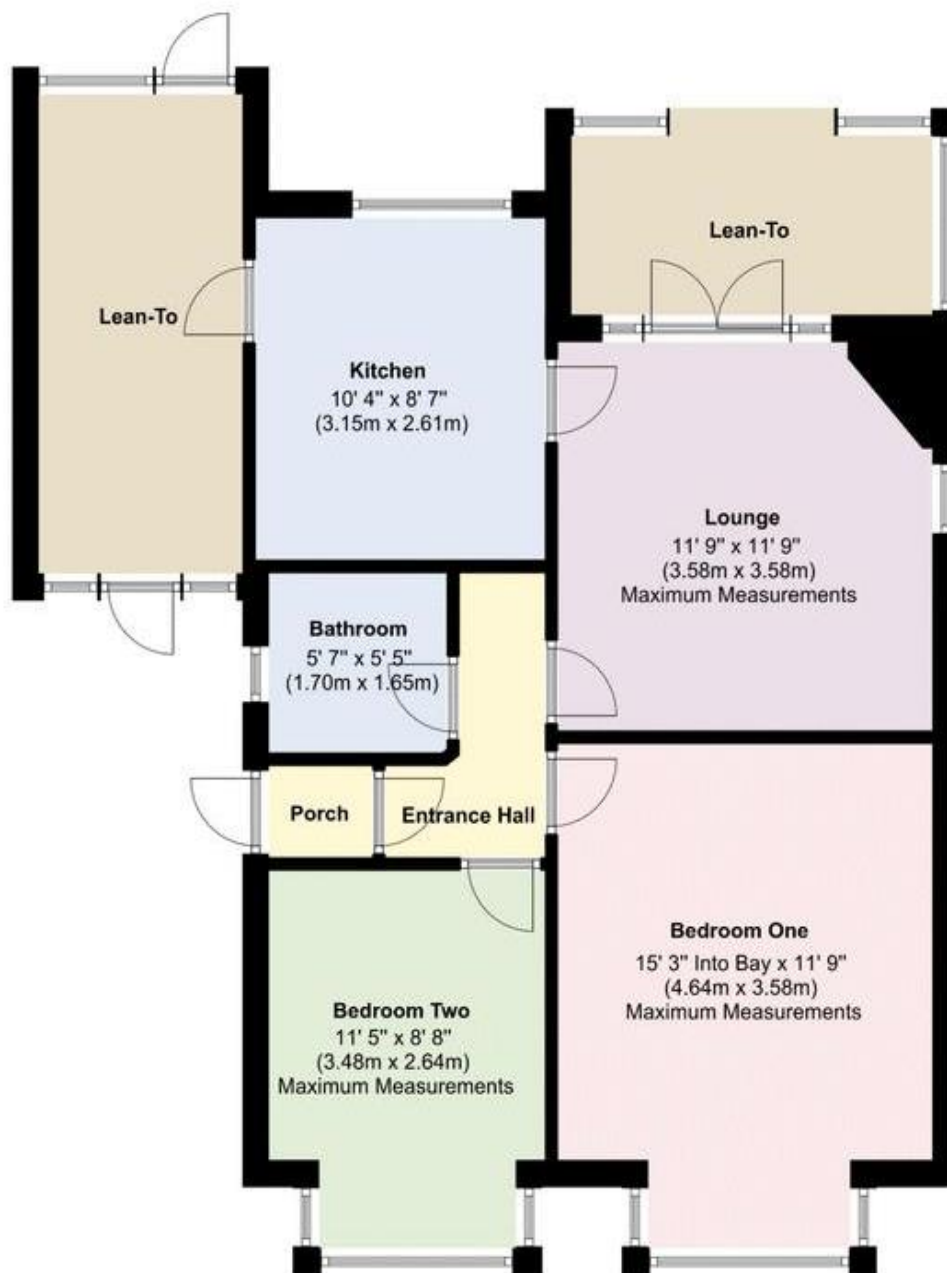 Lean-To
Lean-To
Kitchen
10' 4" x 8' 7"
(3.15m x 2.61m)
Lounge
11' 9" x 11' 9"
(3.58m x 3.58m)
Maximum Measurements
Bathroom
5' 7" x 5' 5"
(1.70m x 1.65m)
Porch
Entrance Hall
Bedroom One
15' 3" Into Bay x 11' 9"
(4.64m x 3.58m)
Maximum Measurements
Bedroom Two
11' 5" x 8' 8"
(3.48m x 2.64m)
Maximum Measurements